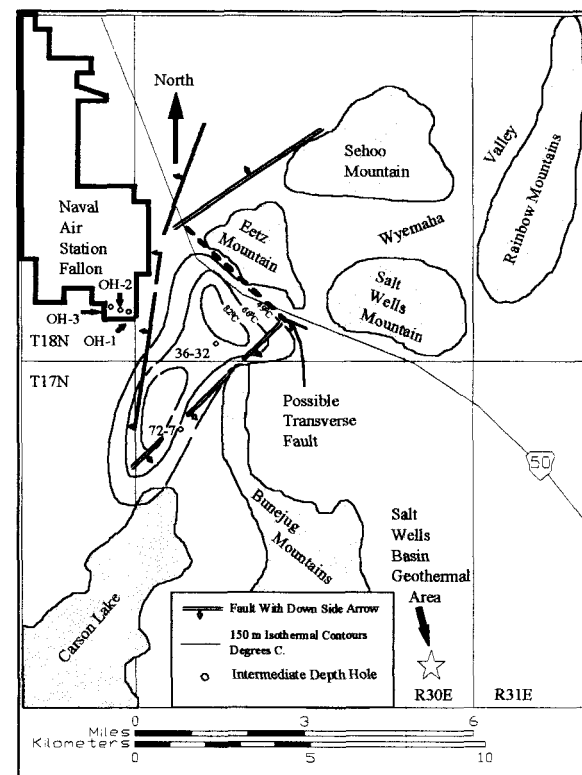 North
Sehoo
Mountain
Valley
Rainbow Mountains
Naval
Air
Station
Fallon
Eetz
Mountain
Wyemaha
OH-2
OH-3
OH-1
82°C
60°C
49°C
Salt
Wells
Mountain
T18N
36-32
T17N
Possible
Transverse
Fault
72-7
50
Bunejug
Mountains
Salt
Wells
Basin
Geothermal
Area
Carson Lake
Fault With Down Side Arrow
150 m Isothermal Contours
Degrees C.
Intermediate Depth Hole
R30E
R31E
Miles 0 3 6
Kilometers 0 5 10